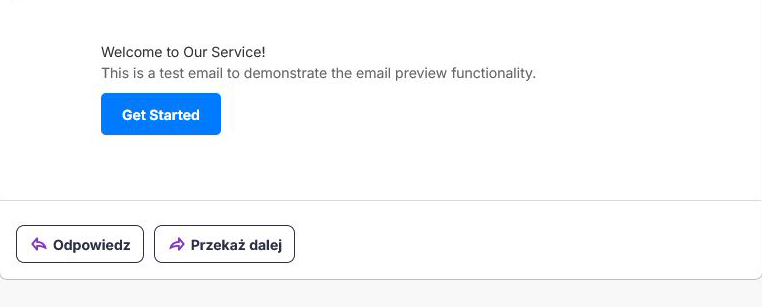 Welcome to Our Service!
This is a test email to demonstrate the email preview functionality.
Get Started
Odpowiedz
Przekaż dalej